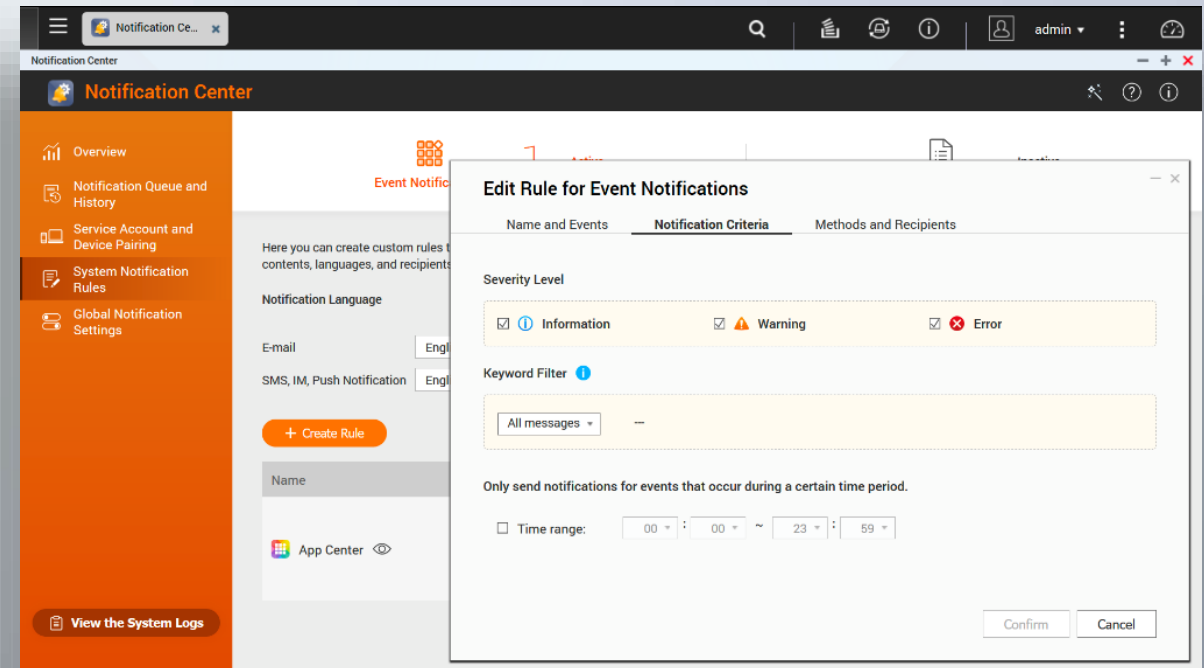 Notification Ce...
admin
Notification Center
Notification Center
Overview
Notification Queue and
History
Service Account and
Device Pairing
System Notification
Rules
Global Notification
Settings
View the System Logs
Event Notific
Active
Inactive
Here you can create custom rules t
contents, languages, and recipients
Notification Language
E-mail
Engl
SMS, IM, Push Notification
Engl
+ Create Rule
Name
App Center
Edit Rule for Event Notifications
Name and Events
Notification Criteria
Methods and Recipients
Severity Level
Information
Warning
Error
Keyword Filter
All messages
---
Only send notifications for events that occur during a certain time period.
Time range:
00 : 00 ~ 23 : 59
Confirm
Cancel